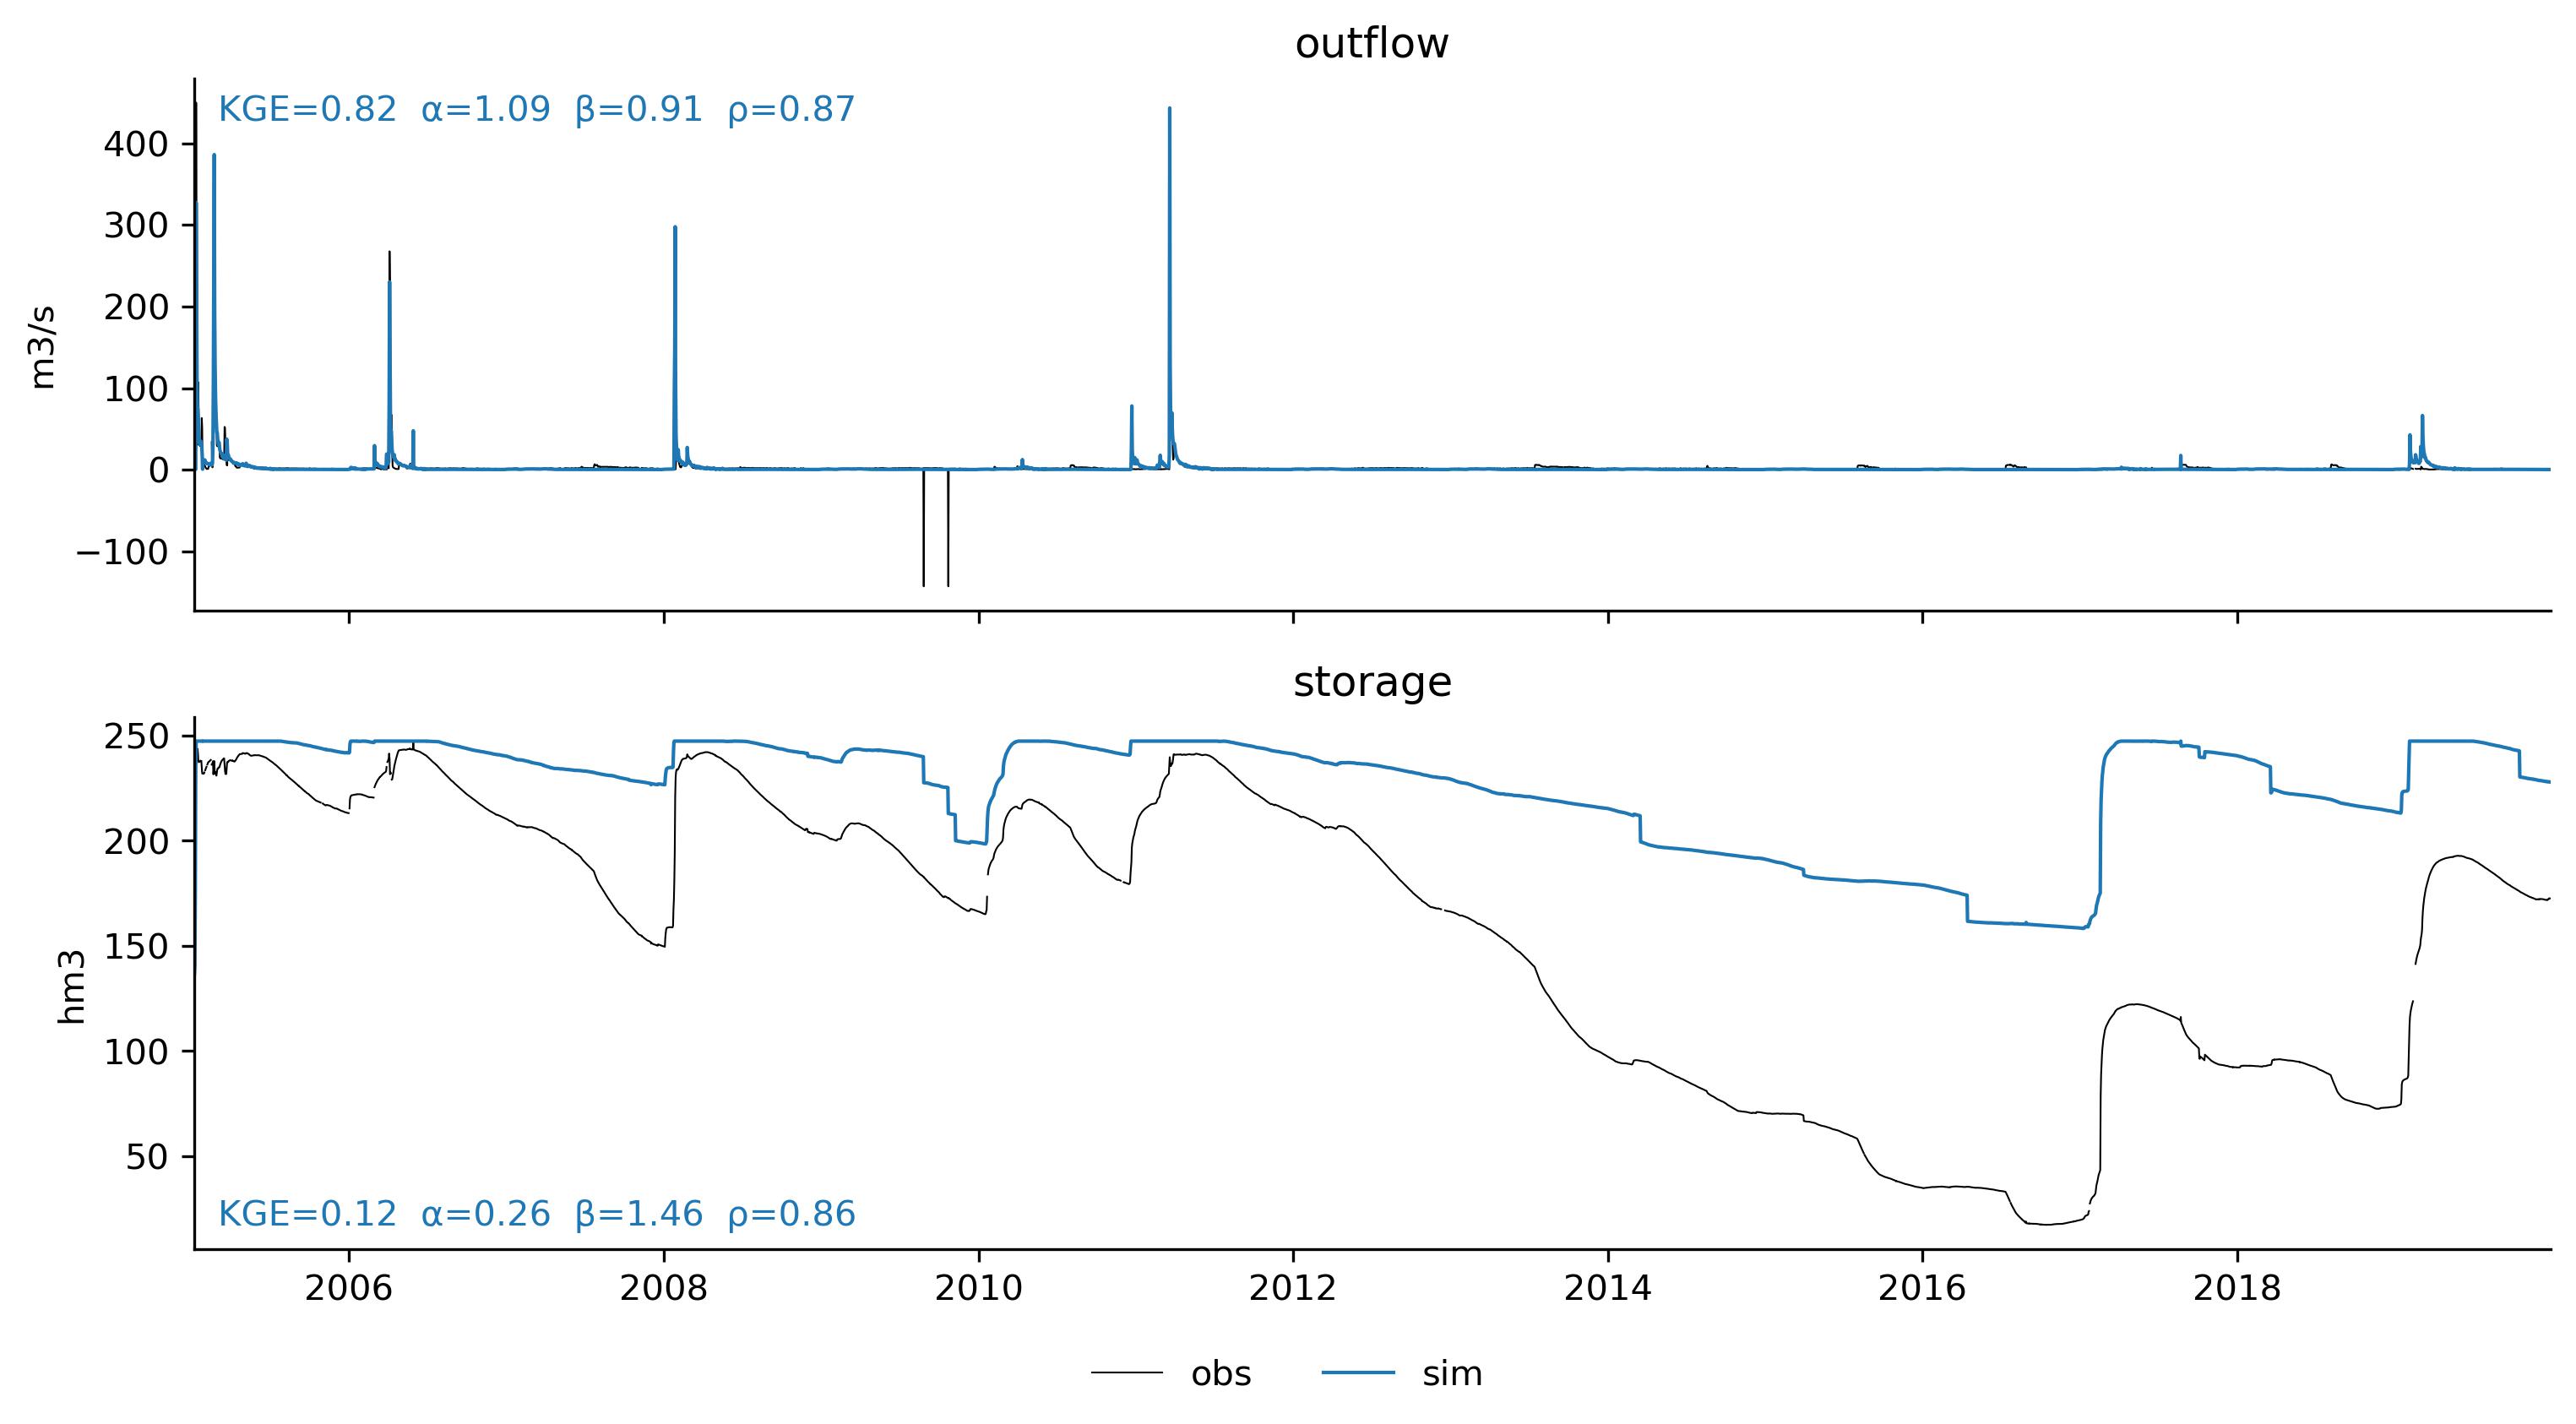 outflow
KGE=0.82 α=1.09 β=0.91 ρ=0.87
400
300
200
100
0
−100
m3/s
storage
250
200
150
100
50
hm3
KGE=0.12 α=0.26 β=1.46 ρ=0.86
2006 2008 2010 2012 2014 2016 2018
obs sim